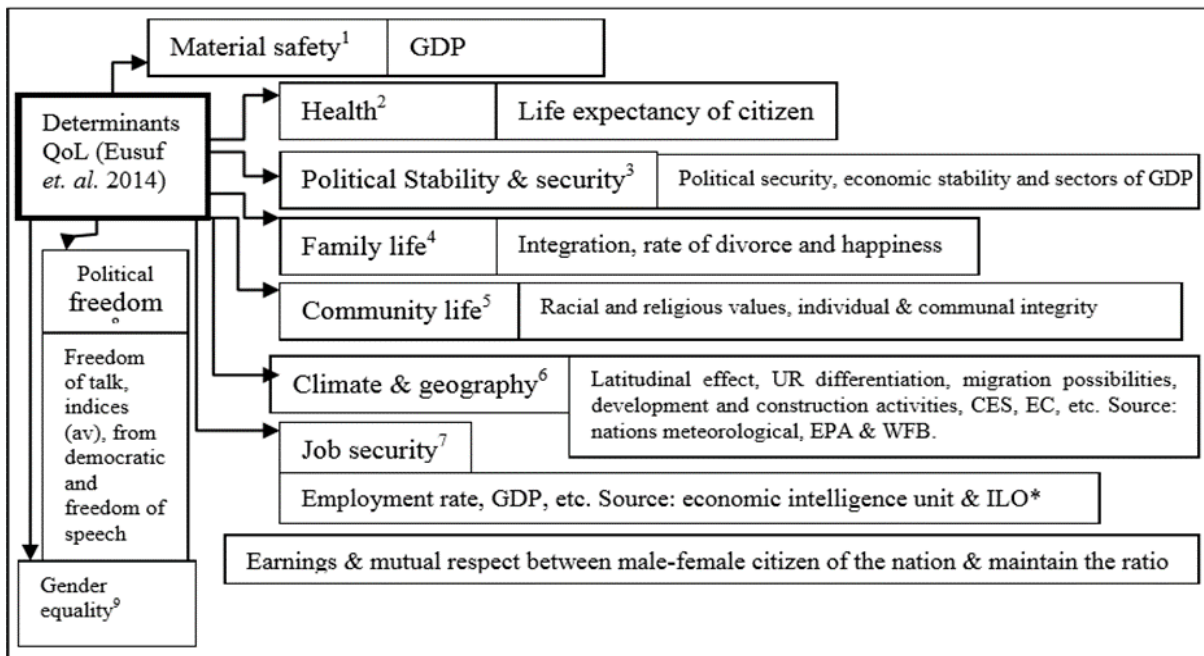 Material safety¹
GDP
Determinants
QoL (Eusuf
et. al. 2014)
Health²
Life expectancy of citizen
Political Stability & security³
Political security, economic stability and sectors of GDP
Family life⁴
Integration, rate of divorce and happiness
Community life⁵
Racial and religious values, individual & communal integrity
Climate & geography⁶
Latitudinal effect, UR differentiation, migration possibilities,
development and construction activities, CES, EC, etc. Source:
nations meteorological, EPA & WFB.
Job security⁷
Employment rate, GDP, etc. Source: economic intelligence unit & ILO*
Political
freedom
Freedom
of talk,
indices
(av), from
democratic
and
freedom of
speech
Gender
equality⁹
Earnings & mutual respect between male-female citizen of the nation & maintain the ratio